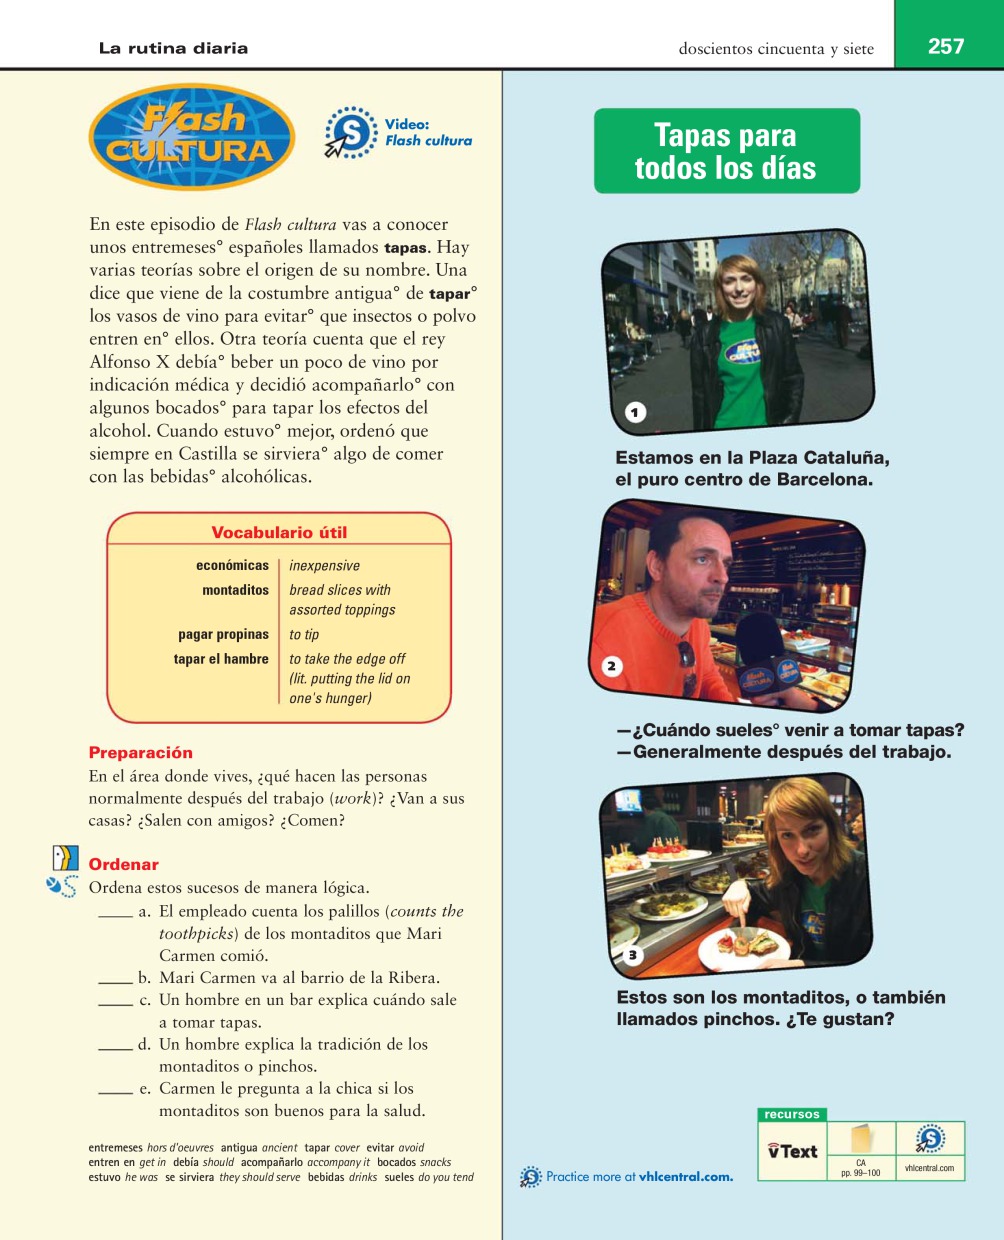 La rutina diaria
doscientos cincuenta y siete
257
Flash
CULTURA
Video:
Flash cultura
En este episodio de Flash cultura vas a conocer
unos entremeses° españoles llamados tapas. Hay
varias teorías sobre el origen de su nombre. Una
dice que viene de la costumbre antigua° de tapar°
los vasos de vino para evitar° que insectos o polvo
entren en° ellos. Otra teoría cuenta que el rey
Alfonso X debía° beber un poco de vino por
indicación médica y decidió acompañarlo° con
algunos bocados° para tapar los efectos del
alcohol. Cuando estuvo° mejor, ordenó que
siempre en Castilla se sirviera° algo de comer
con las bebidas° alcohólicas.
Vocabulario útil
económicas inexpensive
montaditos bread slices with
assorted toppings
pagar propinas to tip
tapar el hambre to take the edge off
(lit. putting the lid on
one's hunger)
Preparación
En el área donde vives, ¿qué hacen las personas
normalmente después del trabajo (work)? ¿Van a sus
casas? ¿Salen con amigos? ¿Comen?
Ordenar
Ordena estos sucesos de manera lógica.
____ a. El empleado cuenta los palillos (counts the
toothpicks) de los montaditos que Mari
Carmen comió.
____ b. Mari Carmen va al barrio de la Ribera.
____ c. Un hombre en un bar explica cuándo sale
a tomar tapas.
____ d. Un hombre explica la tradición de los
montaditos o pinchos.
____ e. Carmen le pregunta a la chica si los
montaditos son buenos para la salud.
entremeses hors d'oeuvres antigua ancient tapar cover evitar avoid
entren en get in debía should acompañarlo accompany it bocados snacks
estuvo he was se sirviera they should serve bebidas drinks sueles do you tend
Tapas para
todos los días
1
Estamos en la Plaza Cataluña,
el puro centro de Barcelona.
2
—¿Cuándo sueles° venir a tomar tapas?
—Generalmente después del trabajo.
3
Estos son los montaditos, o también
llamados pinchos. ¿Te gustan?
Practice more at vhlcentral.com.
recursos
vText
CA
pp. 99–100
vhlcentral.com